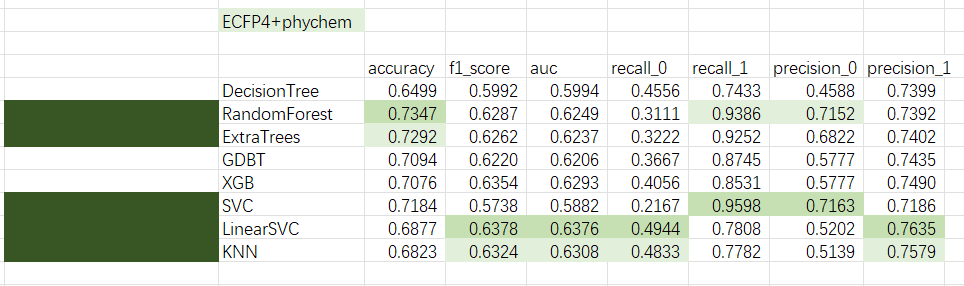 ECFP4+phychem
accuracy f1_score auc recall_0 recall_1 precision_0 precision_1
DecisionTree 0.6499 0.5992 0.5994 0.4556 0.7433 0.4588 0.7399
RandomForest 0.7347 0.6287 0.6249 0.3111 0.9386 0.7152 0.7392
ExtraTrees 0.7292 0.6262 0.6237 0.3222 0.9252 0.6822 0.7402
GDBT 0.7094 0.6220 0.6206 0.3667 0.8745 0.5777 0.7435
XGB 0.7076 0.6354 0.6293 0.4056 0.8531 0.5777 0.7490
SVC 0.7184 0.5738 0.5882 0.2167 0.9598 0.7163 0.7186
LinearSVC 0.6877 0.6378 0.6376 0.4944 0.7808 0.5202 0.7635
KNN 0.6823 0.6324 0.6308 0.4833 0.7782 0.5139 0.7579